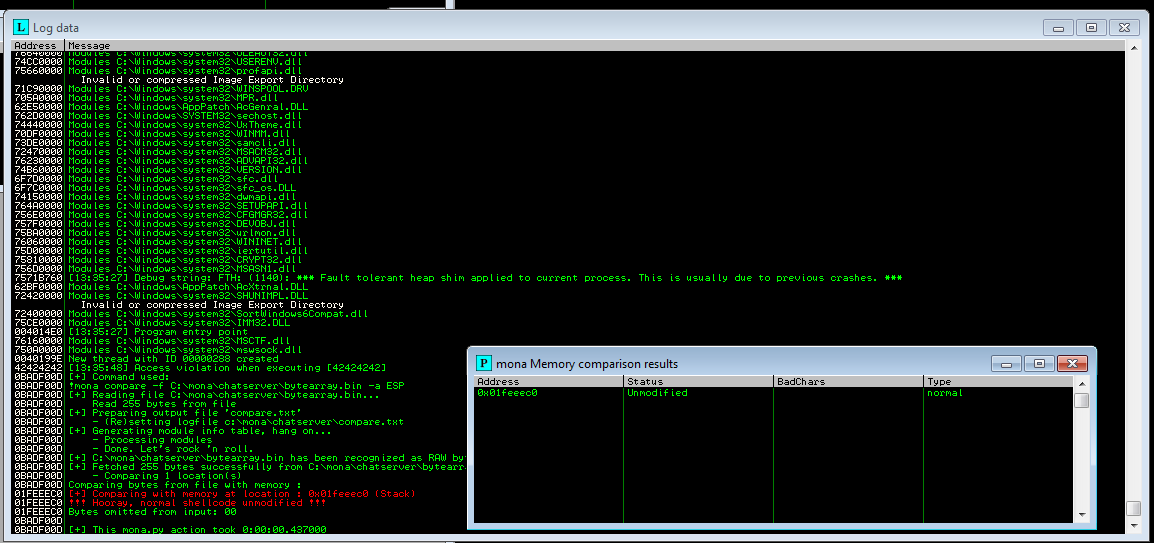 Log data
Address Message
76640000 Modules C:\Windows\system32\OLEAUT32.dll
74CC0000 Modules C:\Windows\system32\USERENV.dll
75660000 Modules C:\Windows\system32\profapi.dll
Invalid or compressed Image Export Directory
71C90000 Modules C:\Windows\system32\WINSPOOL.DRV
705A0000 Modules C:\Windows\system32\MPR.dll
62E50000 Modules C:\Windows\AppPatch\AcGenral.DLL
762D0000 Modules C:\Windows\SYSTEM32\sechost.dll
74440000 Modules C:\Windows\system32\UxTheme.dll
70DF0000 Modules C:\Windows\system32\WINMM.dll
73DE0000 Modules C:\Windows\system32\samcli.dll
72470000 Modules C:\Windows\system32\MSACM32.dll
76230000 Modules C:\Windows\system32\ADVAPI32.dll
74B60000 Modules C:\Windows\system32\VERSION.dll
6F7D0000 Modules C:\Windows\system32\sfc.dll
6F7C0000 Modules C:\Windows\system32\sfc_os.DLL
74150000 Modules C:\Windows\system32\dwmapi.dll
764A0000 Modules C:\Windows\system32\SETUPAPI.dll
756E0000 Modules C:\Windows\system32\CFGMGR32.dll
757F0000 Modules C:\Windows\system32\DEVOBJ.dll
75BA0000 Modules C:\Windows\system32\urlmon.dll
76060000 Modules C:\Windows\system32\WININET.dll
75D00000 Modules C:\Windows\system32\iertutil.dll
75810000 Modules C:\Windows\system32\CRYPT32.dll
756D0000 Modules C:\Windows\system32\MSASN1.dll
7571B760 [13:35:27] Debug string: FTH: (1140): *** Fault tolerant heap shim applied to current process. This is usually due to previous crashes. ***
62BF0000 Modules C:\Windows\AppPatch\AcXtrnal.DLL
72420000 Modules C:\Windows\system32\SHUNIMPL.DLL
Invalid or compressed Image Export Directory
72400000 Modules C:\Windows\system32\SortWindows6Compat.dll
75CE0000 Modules C:\Windows\system32\IMM32.DLL
004014E0 [13:35:27] Program entry point
76160000 Modules C:\Windows\system32\MSCTF.dll
750A0000 Modules C:\Windows\system32\mswsock.dll
0040199E New thread with ID 00000268 created
42424242 [13:35:48] Access violation when executing [42424242]
0BADF00D [+] Command used:
0BADF00D !mona compare -f C:\mona\chatserver\bytearray.bin -a ESP
0BADF00D [+] Reading file C:\mona\chatserver\bytearray.bin...
0BADF00D Read 255 bytes from file
0BADF00D [+] Preparing output file 'compare.txt'
0BADF00D - (Re)setting logfile c:\mona\chatserver\compare.txt
0BADF00D [+] Generating module info table, hang on...
0BADF00D - Processing modules
0BADF00D - Done. Let's rock 'n roll.
0BADF00D [+] C:\mona\chatserver\bytearray.bin has been recognized as RAW by
0BADF00D [+] Fetched 255 bytes successfully from C:\mona\chatserver\bytearr
0BADF00D - Comparing 1 location(s)
0BADF00D Comparing bytes from file with memory :
01FEEEC0 [+] Comparing with memory at location : 0x01feeec0 (Stack)
01FEEEC0 !!! Hooray, normal shellcode unmodified !!!
01FEEEC0 Bytes omitted from input: 00
0BADF00D
0BADF00D [+] This mona.py action took 0:00:00.437000
mona Memory comparison results
Address Status BadChars Type
0x01feeec0 Unmodified normal